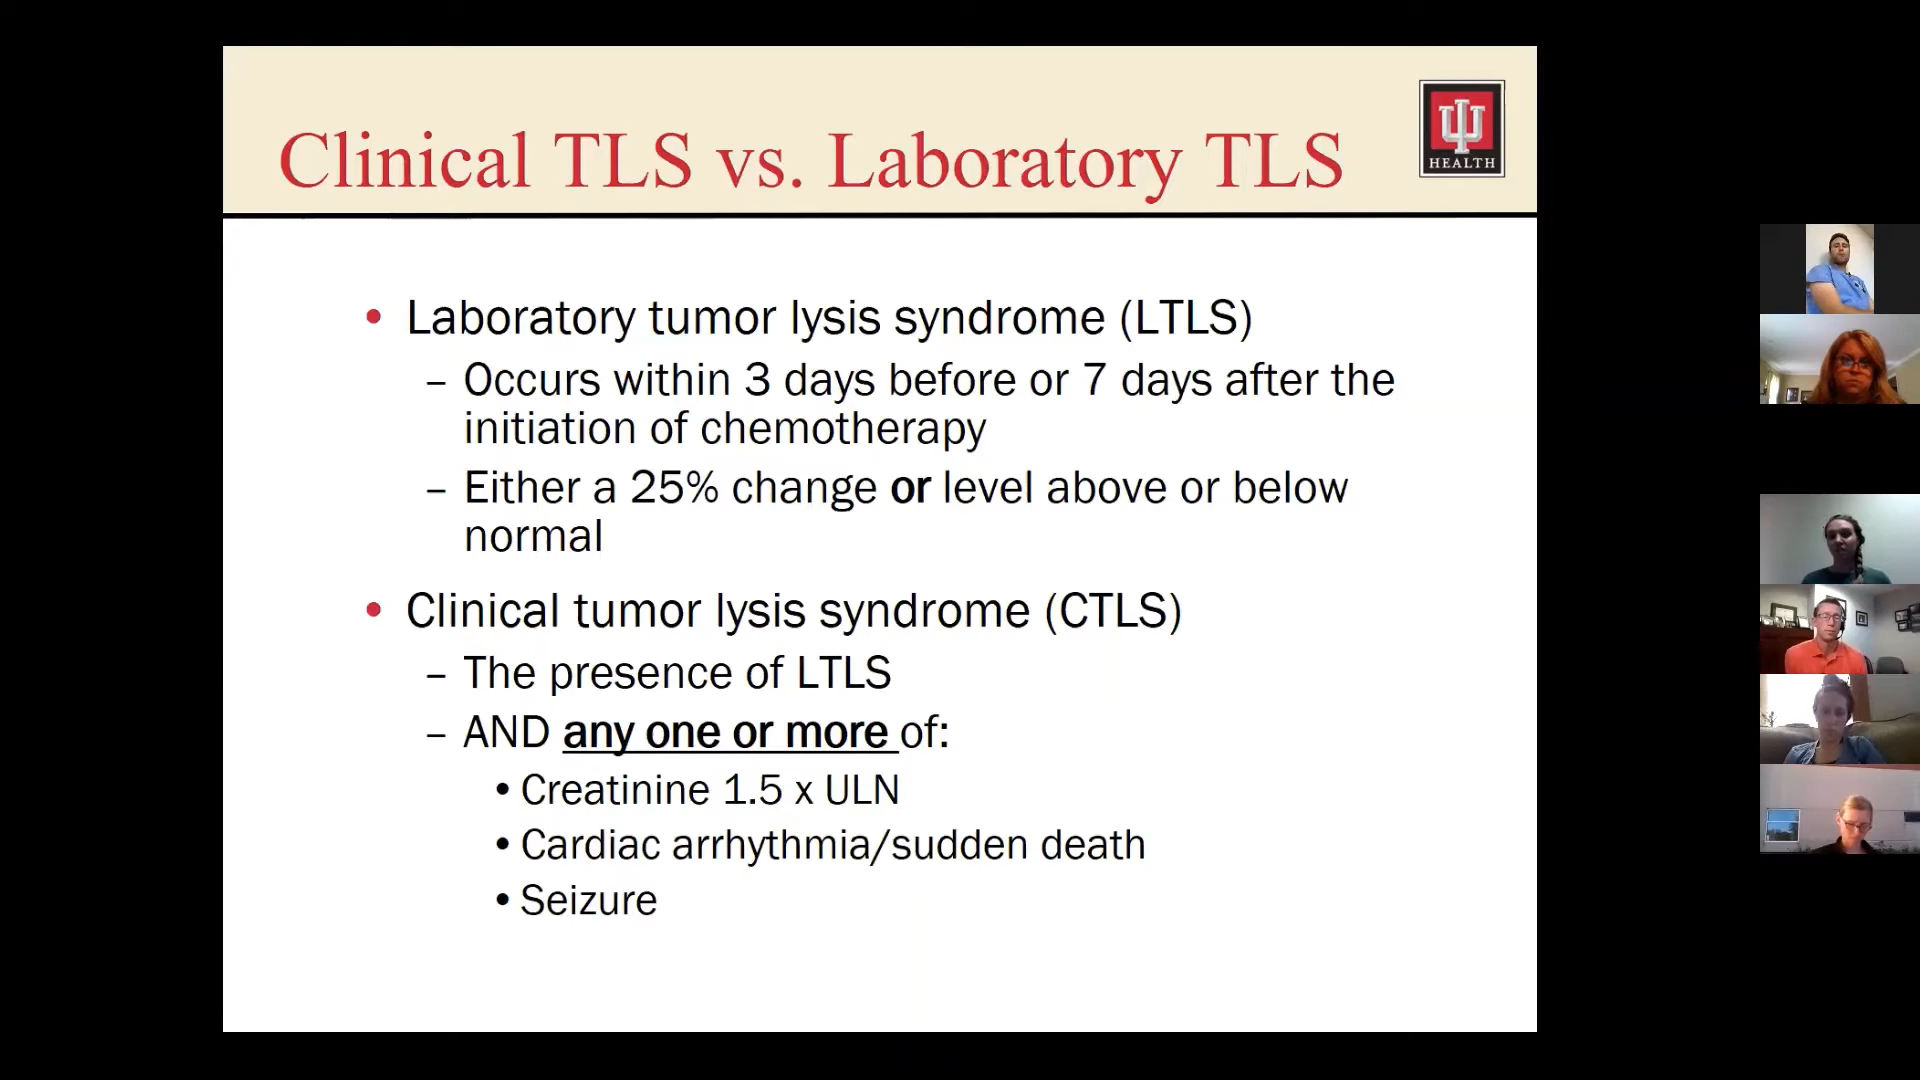 Clinical TLS vs. Laboratory TLS
HEALTH
• Laboratory tumor lysis syndrome (LTLS)
– Occurs within 3 days before or 7 days after the
initiation of chemotherapy
– Either a 25% change or level above or below
normal
• Clinical tumor lysis syndrome (CTLS)
– The presence of LTLS
– AND any one or more of:
• Creatinine 1.5 x ULN
• Cardiac arrhythmia/sudden death
• Seizure